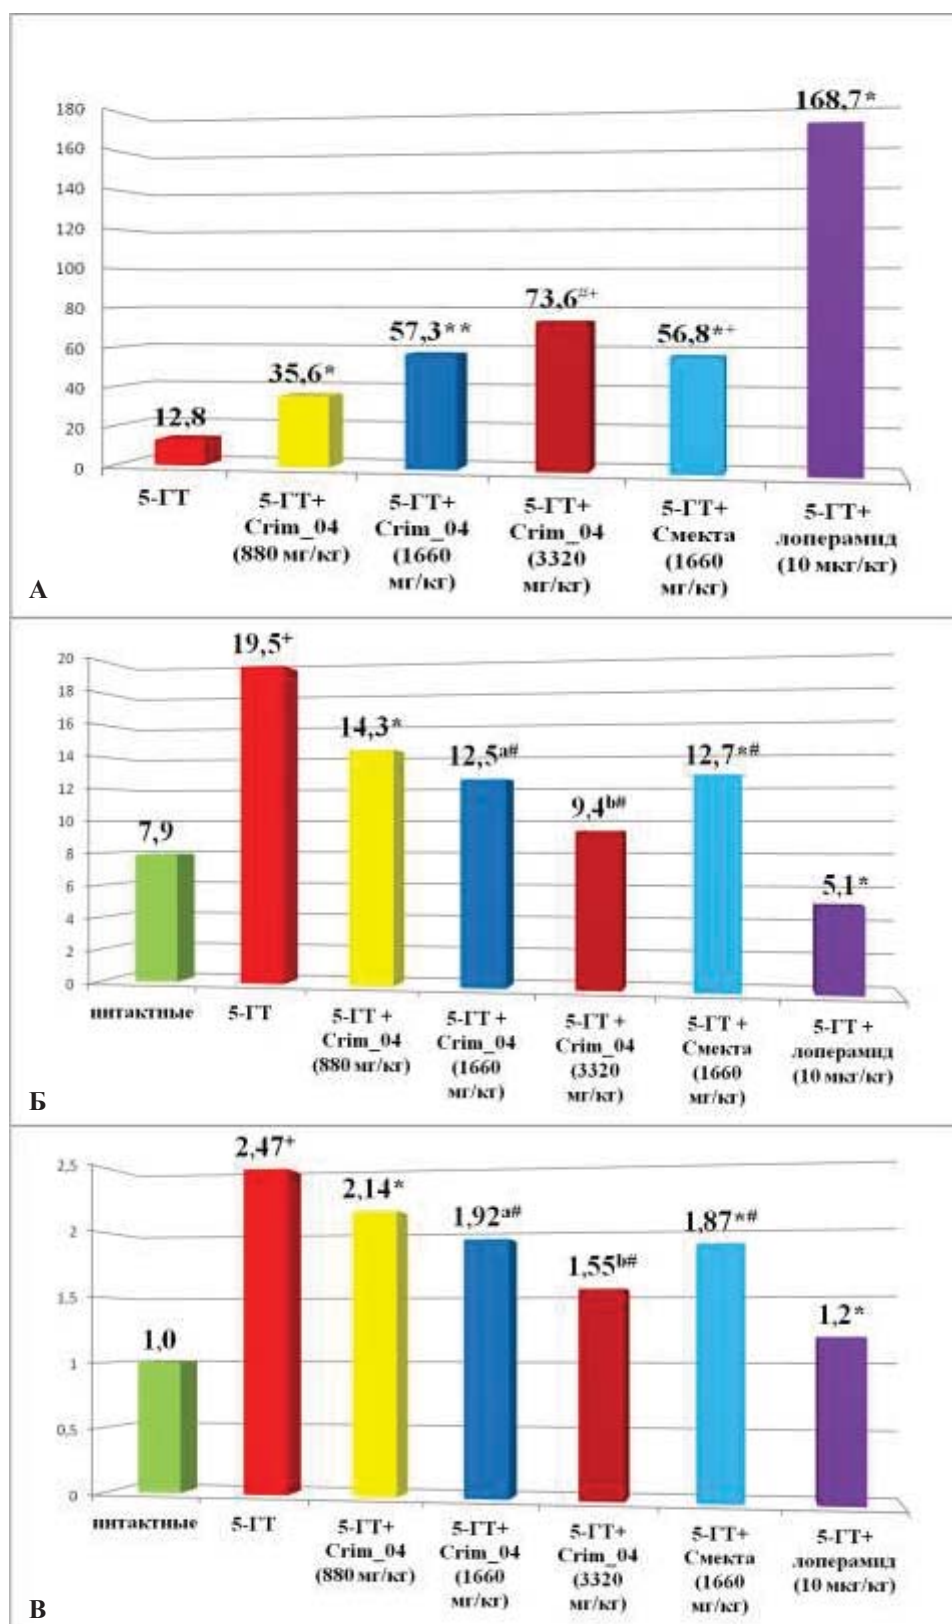 180
160
140
120
100
80
60
40
20
0
12,8
35,6*
57,3**
73,6#+
56,8*+
168,7*
5-ГТ
5-ГТ+
Crim_04
(880 мг/кг)
5-ГТ+
Crim_04
(1660
мг/кг)
5-ГТ+
Crim_04
(3320
мг/кг)
5-ГТ+
Смекта
(1660
мг/кг)
5-ГТ+
лоперамид
(10 мкг/кг)
А
20
18
16
14
12
10
8
6
4
2
0
7,9
19,5+
14,3*
12,5a#
9,4b#
12,7*#
5,1*
интактные
5-ГТ
5-ГТ +
Crim_04
(880 мг/кг)
5-ГТ +
Crim_04
(1660
мг/кг)
5-ГТ +
Crim_04
(3320
мг/кг)
5-ГТ +
Смекта
(1660
мг/кг)
5-ГТ +
лоперамид
(10 мкг/кг)
Б
2,5
2
1,5
1
0,5
0
1,0
2,47+
2,14*
1,92a#
1,55b#
1,87*#
1,2*
интактные
5-ГТ
5-ГТ+
Crim_04
(880 мг/кг)
5-ГТ+
Crim_04
(1660
мг/кг)
5-ГТ+
Crim_04
(3320
мг/кг)
5-ГТ+
Смекта
(1660
мг/кг)
5-ГТ+
лоперамид
(10 мкг/кг)
В